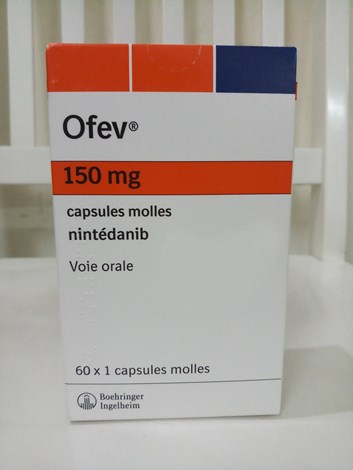 Ofev®
150 mg
capsules molles
nintédanib
Voie orale
60 x 1 capsules molles
Boehringer
Ingelheim